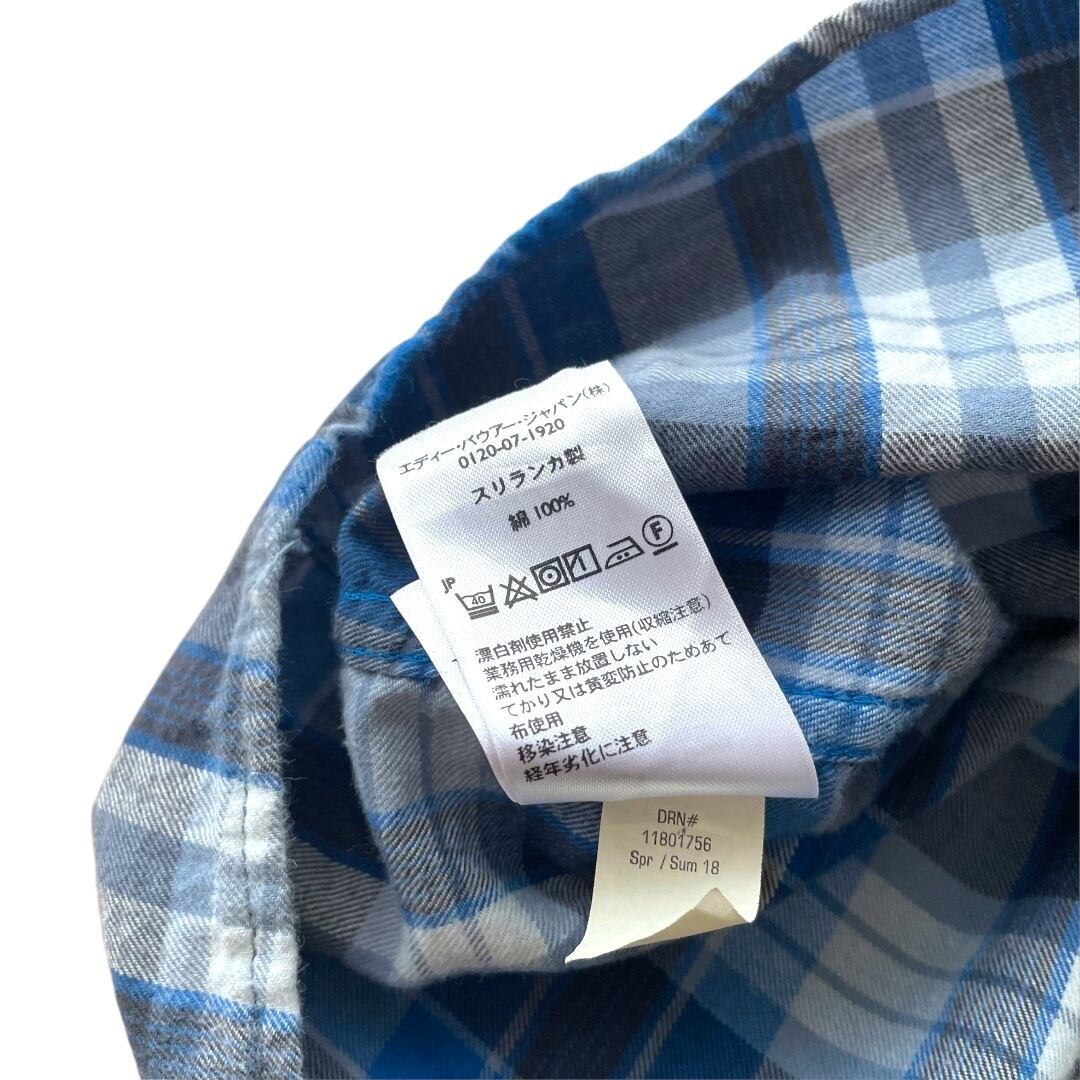 エディー・バウアー・ジャパン(株)
0120-07-1920
スリランカ製
綿 100%
JP
40
F
漂白剤使用禁止
業務用乾燥機を使用(収縮注意)
濡れたまま放置しない
てかり又は黄変防止のためあて
布使用
移染注意
経年劣化に注意
DRN#
11801756
Spr / Sum 18